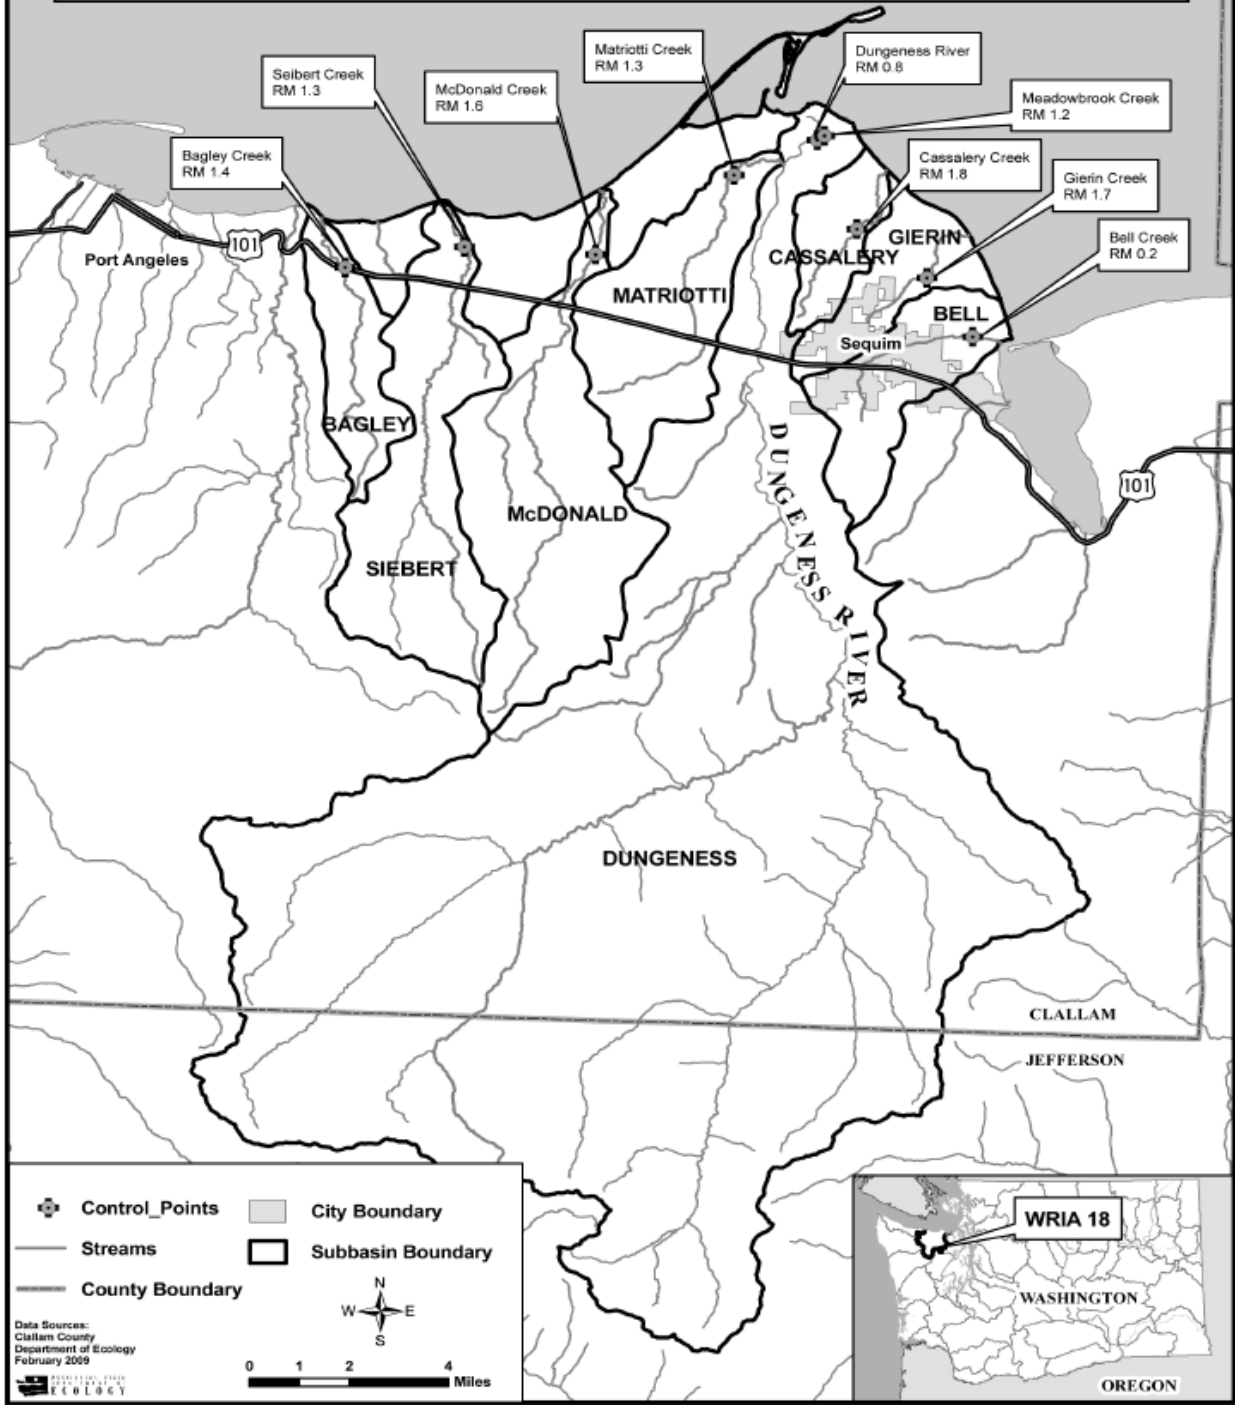 Matriotti Creek
RM 1.3
Dungeness River
RM 0.8
Seibert Creek
RM 1.3
McDonald Creek
RM 1.6
Meadowbrook Creek
RM 1.2
Bagley Creek
RM 1.4
Cassalery Creek
RM 1.8
Gierin Creek
RM 1.7
Bell Creek
RM 0.2
101
Port Angeles
GIERIN
CASSALERY
MATRIOTTI
BELL
Sequim
BAGLEY
DUNGENESS RIVER
101
McDONALD
SIEBERT
DUNGENESS
CLALLAM
JEFFERSON
Control_Points
City Boundary
Streams
Subbasin Boundary
County Boundary
N
W E
S
Data Sources:
Clallam County
Department of Ecology
February 2009
ECOLOGY
0 1 2 4
Miles
WRIA 18
WASHINGTON
OREGON